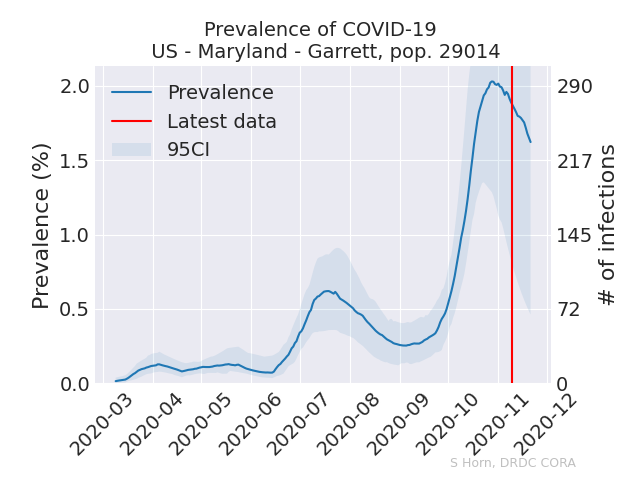 Prevalence of COVID-19
US - Maryland - Garrett, pop. 29014
Prevalence (%)
2.0
1.5
1.0
0.5
0.0
Prevalence
Latest data
95CI
290
217
145
72
0
# of infections
2020-03
2020-04
2020-05
2020-06
2020-07
2020-08
2020-09
2020-10
2020-11
2020-12
S Horn, DRDC CORA